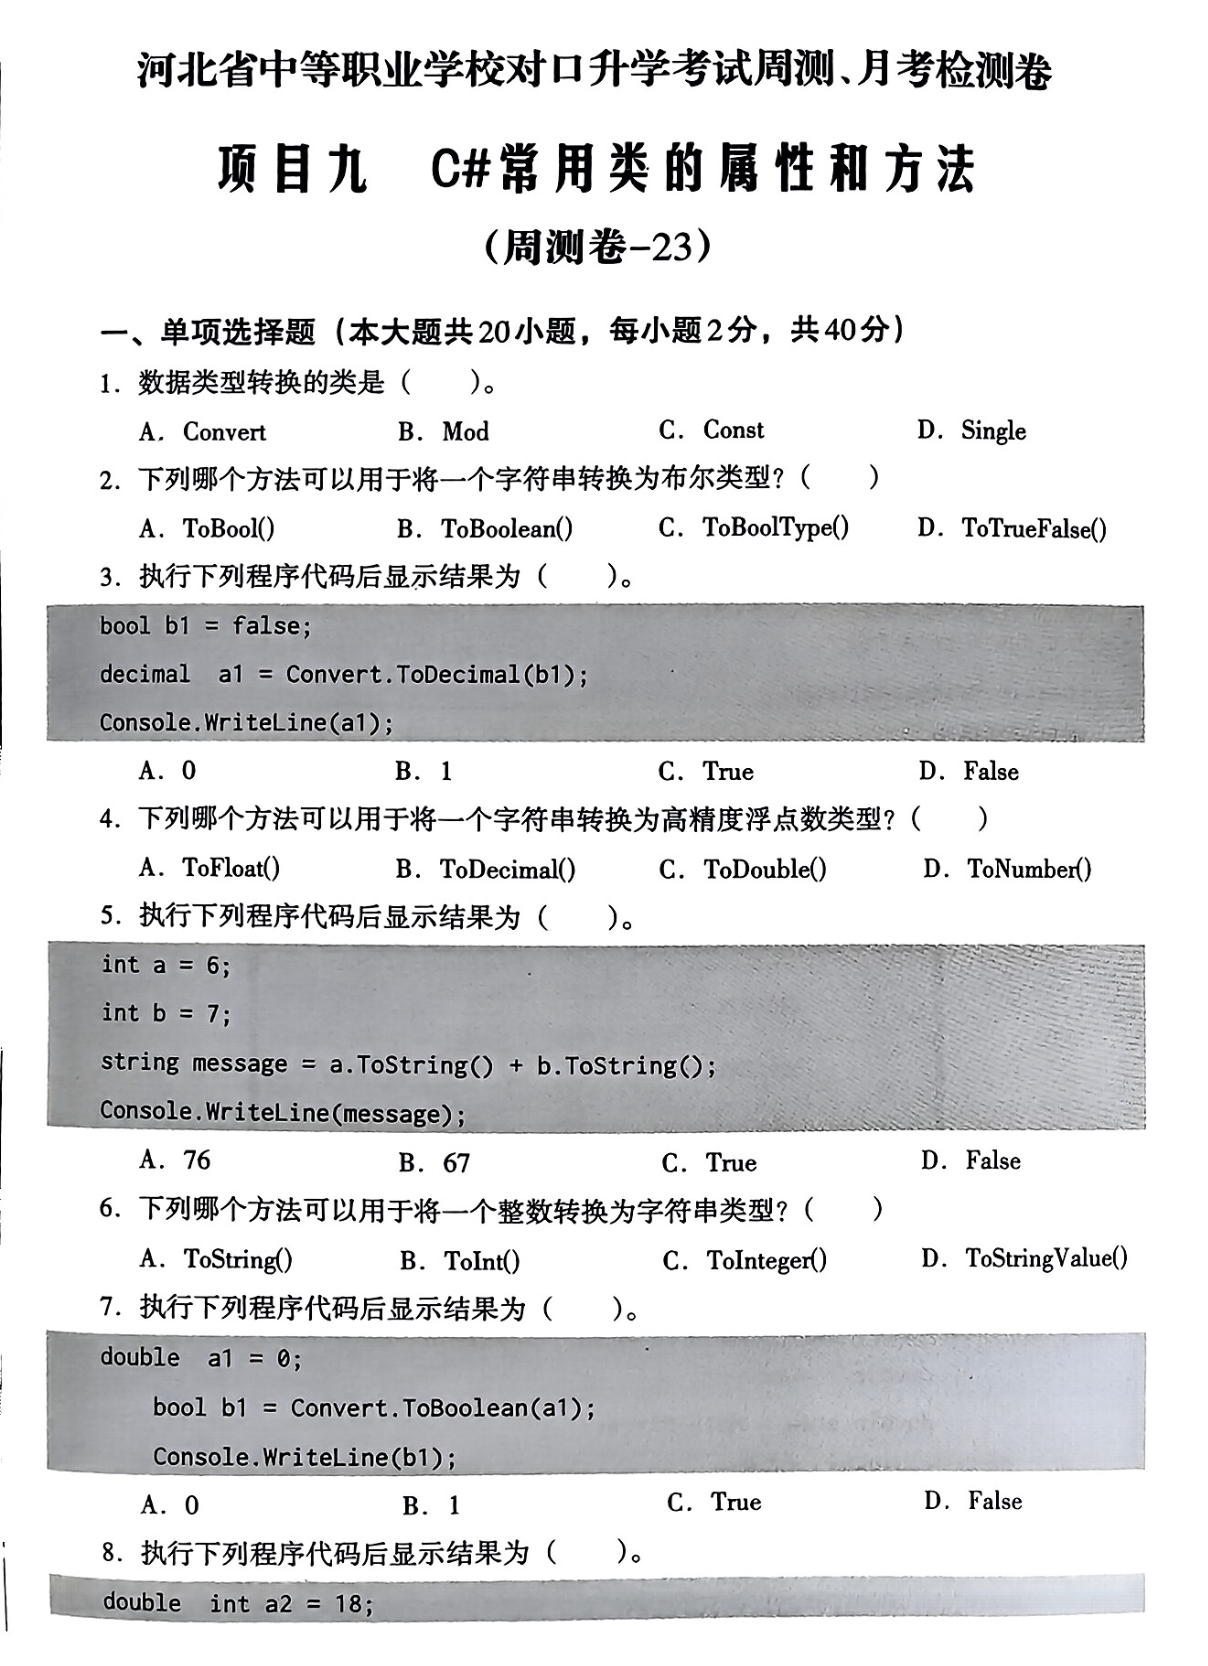 河北省中等职业学校对口升学考试周测、月考检测卷
项目九 C#常用类的属性和方法
（周测卷-23）
一、单项选择题（本大题共20小题，每小题2分，共40分）
1. 数据类型转换的类是（ ）。
A. Convert B. Mod C. Const D. Single
2. 下列哪个方法可以用于将一个字符串转换为布尔类型？（ ）
A. ToBool() B. ToBoolean() C. ToBoolType() D. ToTrueFalse()
3. 执行下列程序代码后显示结果为（ ）。
bool b1 = false;
decimal a1 = Convert.ToDecimal(b1);
Console.WriteLine(a1);
A. 0 B. 1 C. True D. False
4. 下列哪个方法可以用于将一个字符串转换为高精度浮点数类型？（ ）
A. ToFloat() B. ToDecimal() C. ToDouble() D. ToNumber()
5. 执行下列程序代码后显示结果为（ ）。
int a = 6;
int b = 7;
string message = a.ToString() + b.ToString();
Console.WriteLine(message);
A. 76 B. 67 C. True D. False
6. 下列哪个方法可以用于将一个整数转换为字符串类型？（ ）
A. ToString() B. ToInt() C. ToInteger() D. ToStringValue()
7. 执行下列程序代码后显示结果为（ ）。
double a1 = 0;
bool b1 = Convert.ToBoolean(a1);
Console.WriteLine(b1);
A. 0 B. 1 C. True D. False
8. 执行下列程序代码后显示结果为（ ）。
double int a2 = 18;